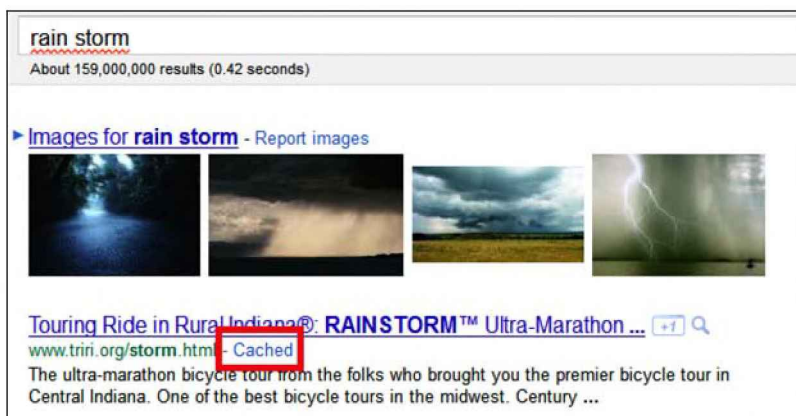 rain storm
About 159,000,000 results (0.42 seconds)
Images for rain storm - Report images
Touring Ride in Rural Indiana®: RAINSTORM™ Ultra-Marathon ... +1
www.triri.org/storm.html - Cached
The ultra-marathon bicycle tour from the folks who brought you the premier bicycle tour in
Central Indiana. One of the best bicycle tours in the midwest. Century ...